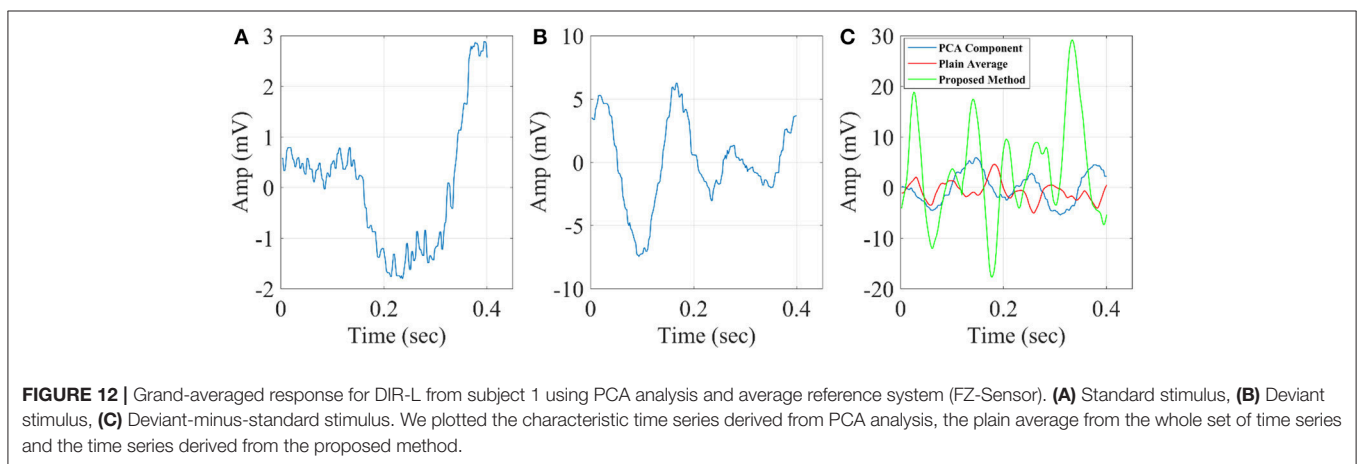 A
3
2
1
0
-1
-2
Amp (mV)
0
0.2
0.4
Time (sec)
B
10
5
0
-5
-10
Amp (mV)
0
0.2
0.4
Time (sec)
C
30
20
10
0
-10
-20
Amp (mV)
PCA Component
Plain Average
Proposed Method
0
0.2
0.4
Time (sec)
FIGURE 12 | Grand-averaged response for DIR-L from subject 1 using PCA analysis and average reference system (FZ-Sensor). (A) Standard stimulus, (B) Deviant
stimulus, (C) Deviant-minus-standard stimulus. We plotted the characteristic time series derived from PCA analysis, the plain average from the whole set of time series
and the time series derived from the proposed method.